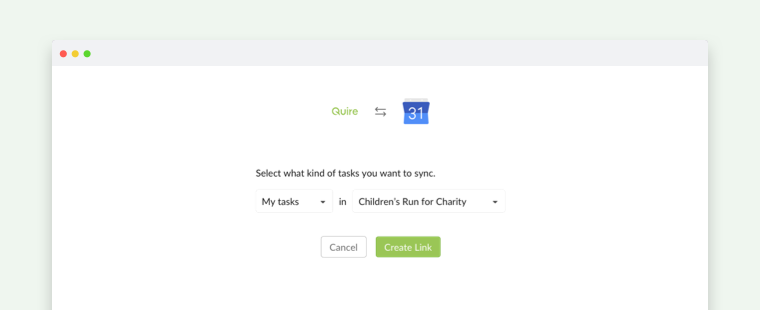 Quire 31
Select what kind of tasks you want to sync.
My tasks in Children's Run for Charity
Cancel Create Link